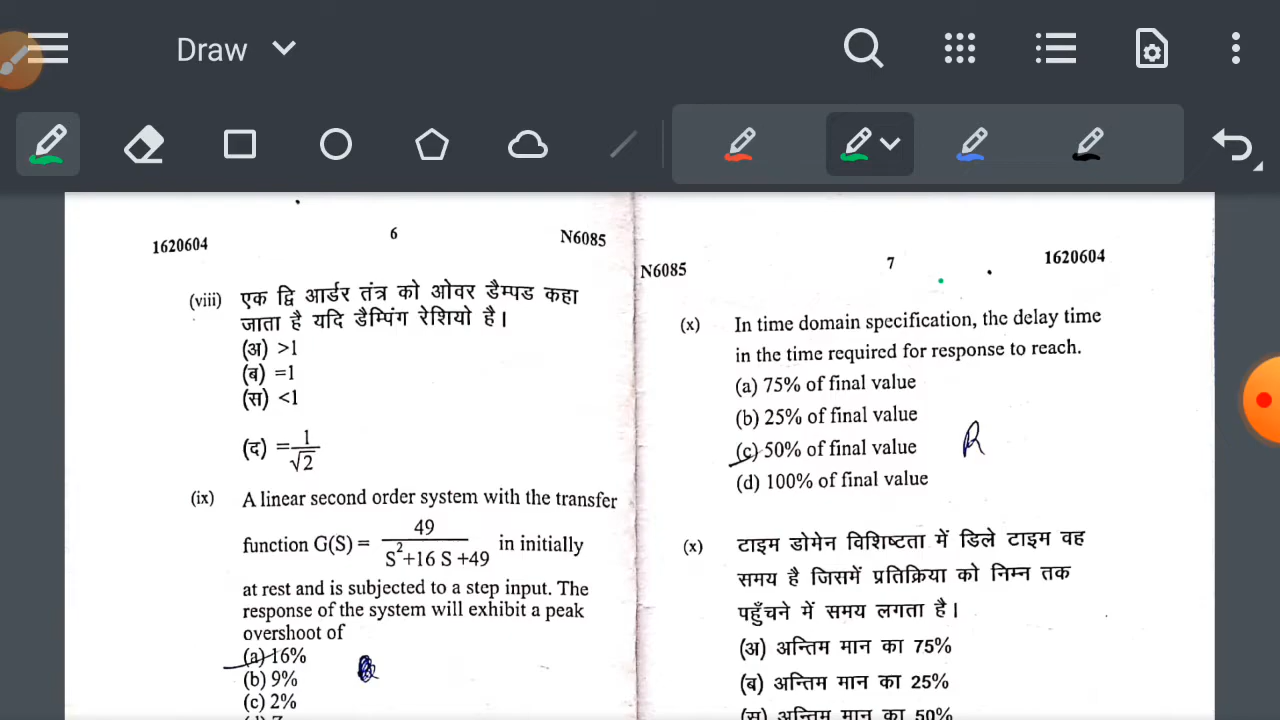 Draw
1620604 6 N6085
(viii) एक द्वि आर्डर तंत्र को ओवर डैम्पड कहा
जाता है यदि डैम्पिंग रेशियो है।
(अ) >1
(ब) =1
(स) <1
(द) =1/√2
(ix) A linear second order system with the transfer
function G(S) = 49/(S²+16 S +49) in initially
at rest and is subjected to a step input. The
response of the system will exhibit a peak
overshoot of
(a) 16%
(b) 9%
(c) 2%
N6085 7 1620604
(x) In time domain specification, the delay time
in the time required for response to reach.
(a) 75% of final value
(b) 25% of final value
(c) 50% of final value R
(d) 100% of final value
(x) टाइम डोमेन विशिष्टता में डिले टाइम वह
समय है जिसमें प्रतिक्रिया को निम्न तक
पहुँचने में समय लगता है।
(अ) अन्तिम मान का 75%
(ब) अन्तिम मान का 25%
(स) अन्तिम मान का 50%